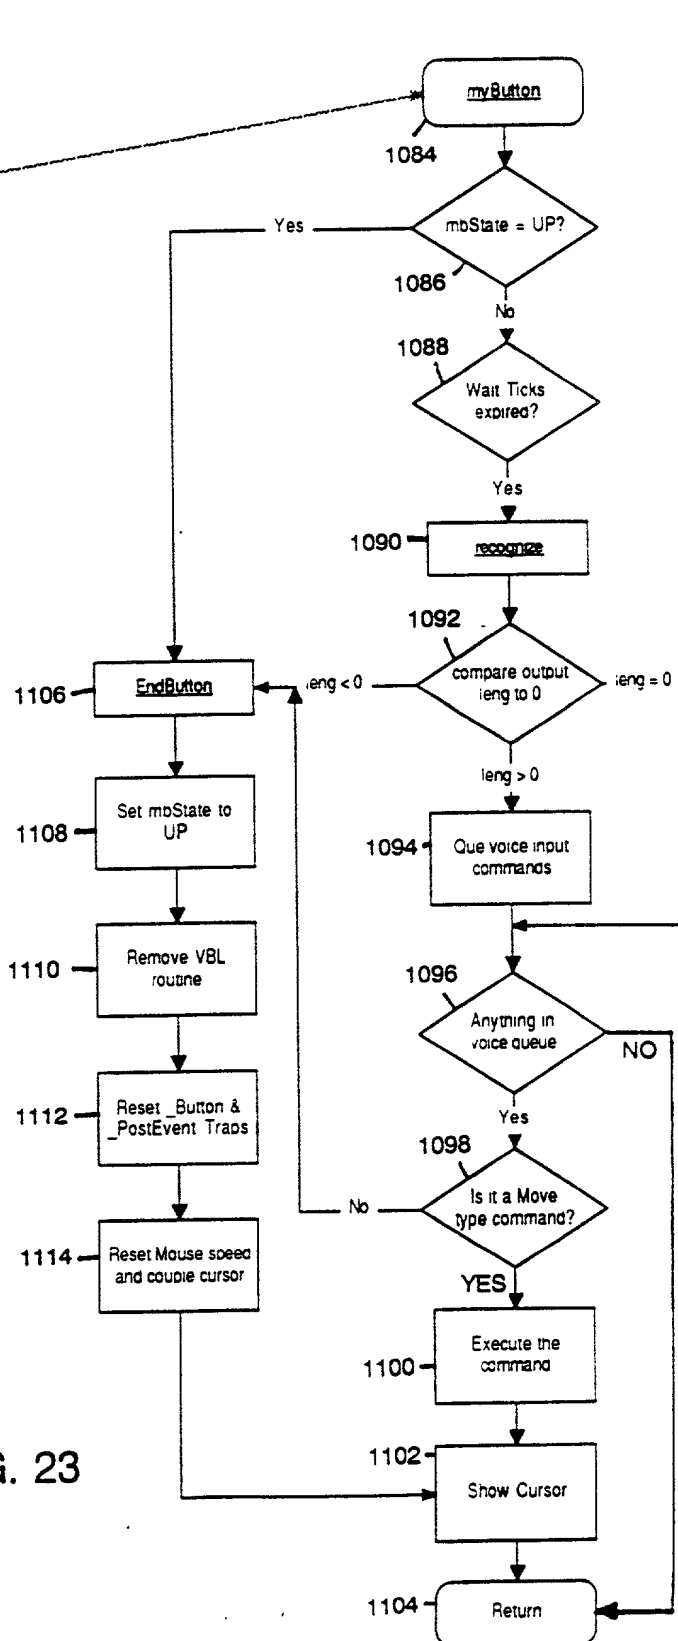 myButton
1084
mbState = UP?
Yes
1086
No
1088
Wait Ticks
expired?
Yes
1090
recognize
1092
compare output
leng to 0
leng < 0
leng = 0
1106
EndButton
leng > 0
1108
Set mbState to
UP
1094
Que voice input
commands
1110
Remove VBL
routine
1096
Anything in
voice queue
NO
Yes
1112
Reset _Button &
_PostEvent Traps
1098
Is it a Move
type command?
No
1114
Reset Mouse speed
and couple cursor
YES
1100
Execute the
command
1102
Show Cursor
G. 23
1104
Return